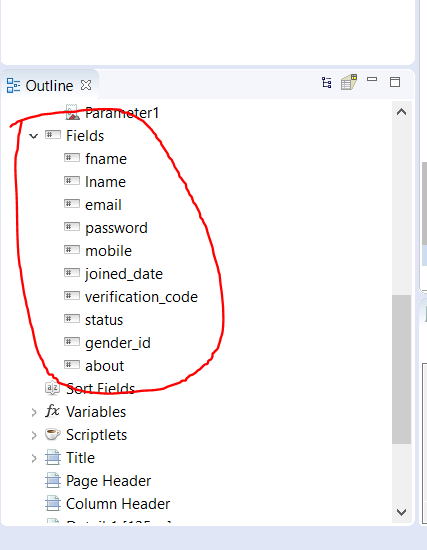 Outline
Parameter1
Fields
fname
lname
email
password
mobile
joined_date
verification_code
status
gender_id
about
Sort Fields
fx Variables
Scriptlets
Title
Page Header
Column Header